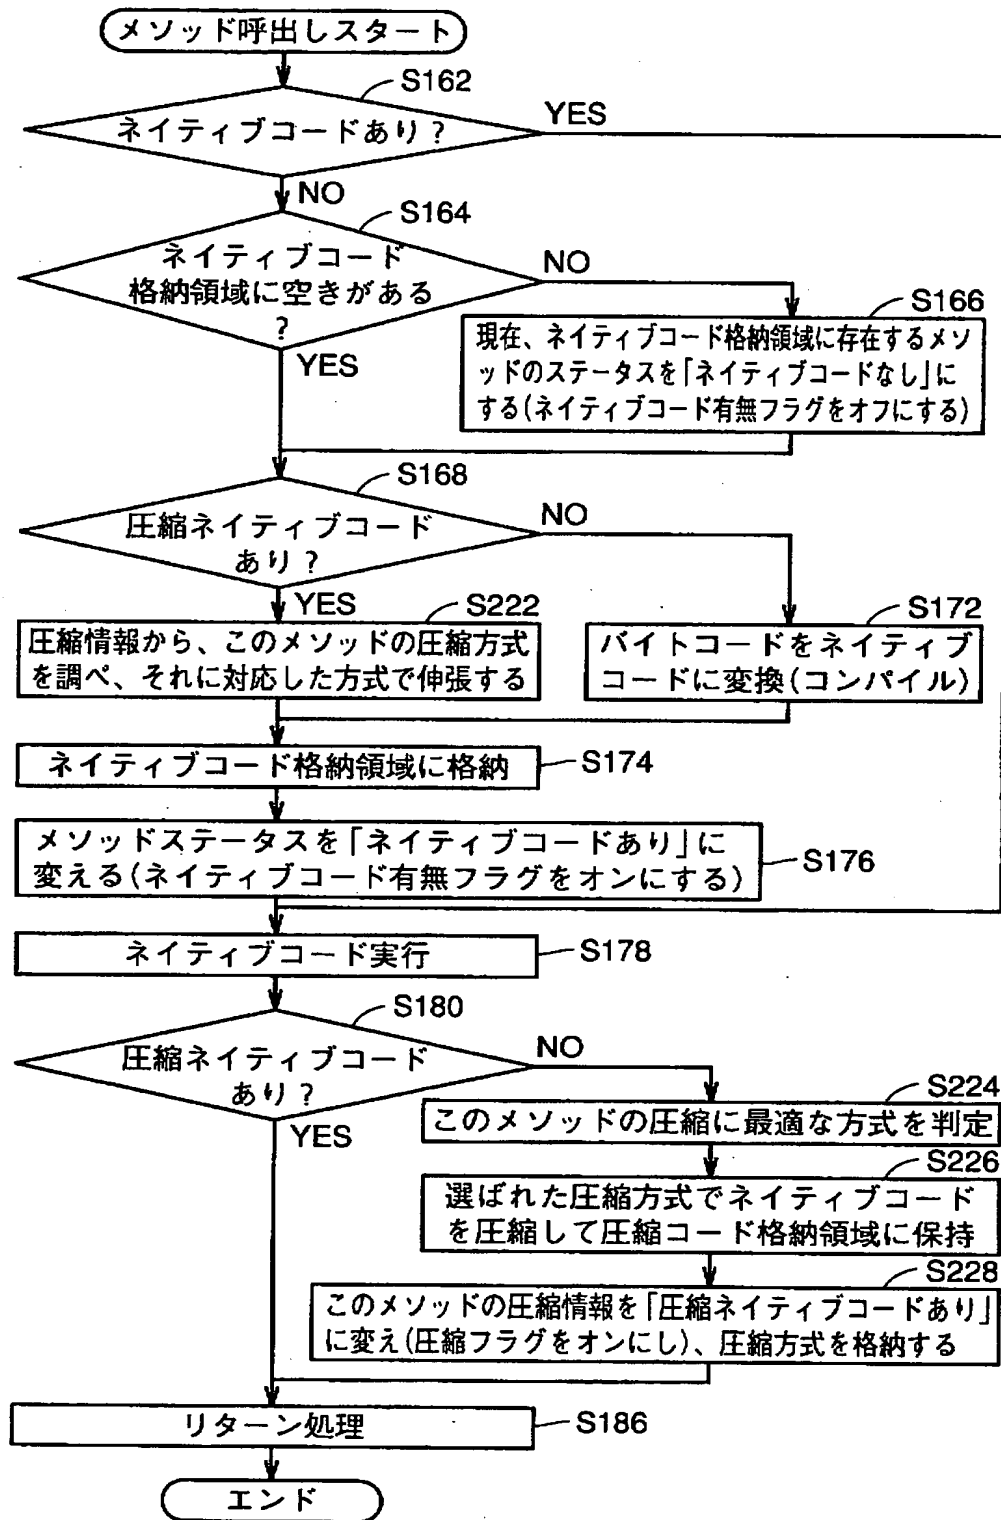 メソッド呼出しスタート
S162
ネイティブコードあり?
YES
NO
S164
ネイティブコード
格納領域に空きがある
?
NO
YES
S166
現在、ネイティブコード格納領域に存在するメソ
ッドのステータスを「ネイティブコードなし」に
する(ネイティブコード有無フラグをオフにする)
S168
圧縮ネイティブコード
あり?
NO
YES
S222
圧縮情報から、このメソッドの圧縮方式
を調べ、それに対応した方式で伸張する
S172
バイトコードをネイティブ
コードに変換(コンパイル)
ネイティブコード格納領域に格納
S174
メソッドステータスを「ネイティブコードあり」に
変える(ネイティブコード有無フラグをオンにする)
S176
ネイティブコード実行
S178
S180
圧縮ネイティブコード
あり?
NO
YES
S224
このメソッドの圧縮に最適な方式を判定
S226
選ばれた圧縮方式でネイティブコード
を圧縮して圧縮コード格納領域に保持
S228
このメソッドの圧縮情報を「圧縮ネイティブコードあり」
に変え(圧縮フラグをオンにし)、圧縮方式を格納する
リターン処理
S186
エンド